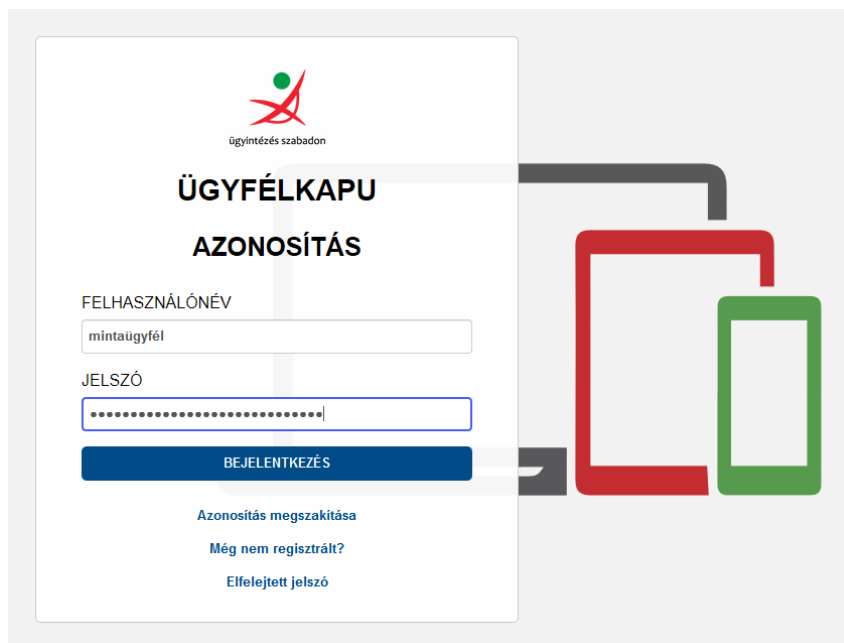 ügyintézés szabadon
ÜGYFÉLKAPU
AZONOSÍTÁS
FELHASZNÁLÓNÉV
mintaügyfél
JELSZÓ
BEJELENTKEZÉS
Azonosítás megszakítása
Még nem regisztrált?
Elfelejtett jelszó